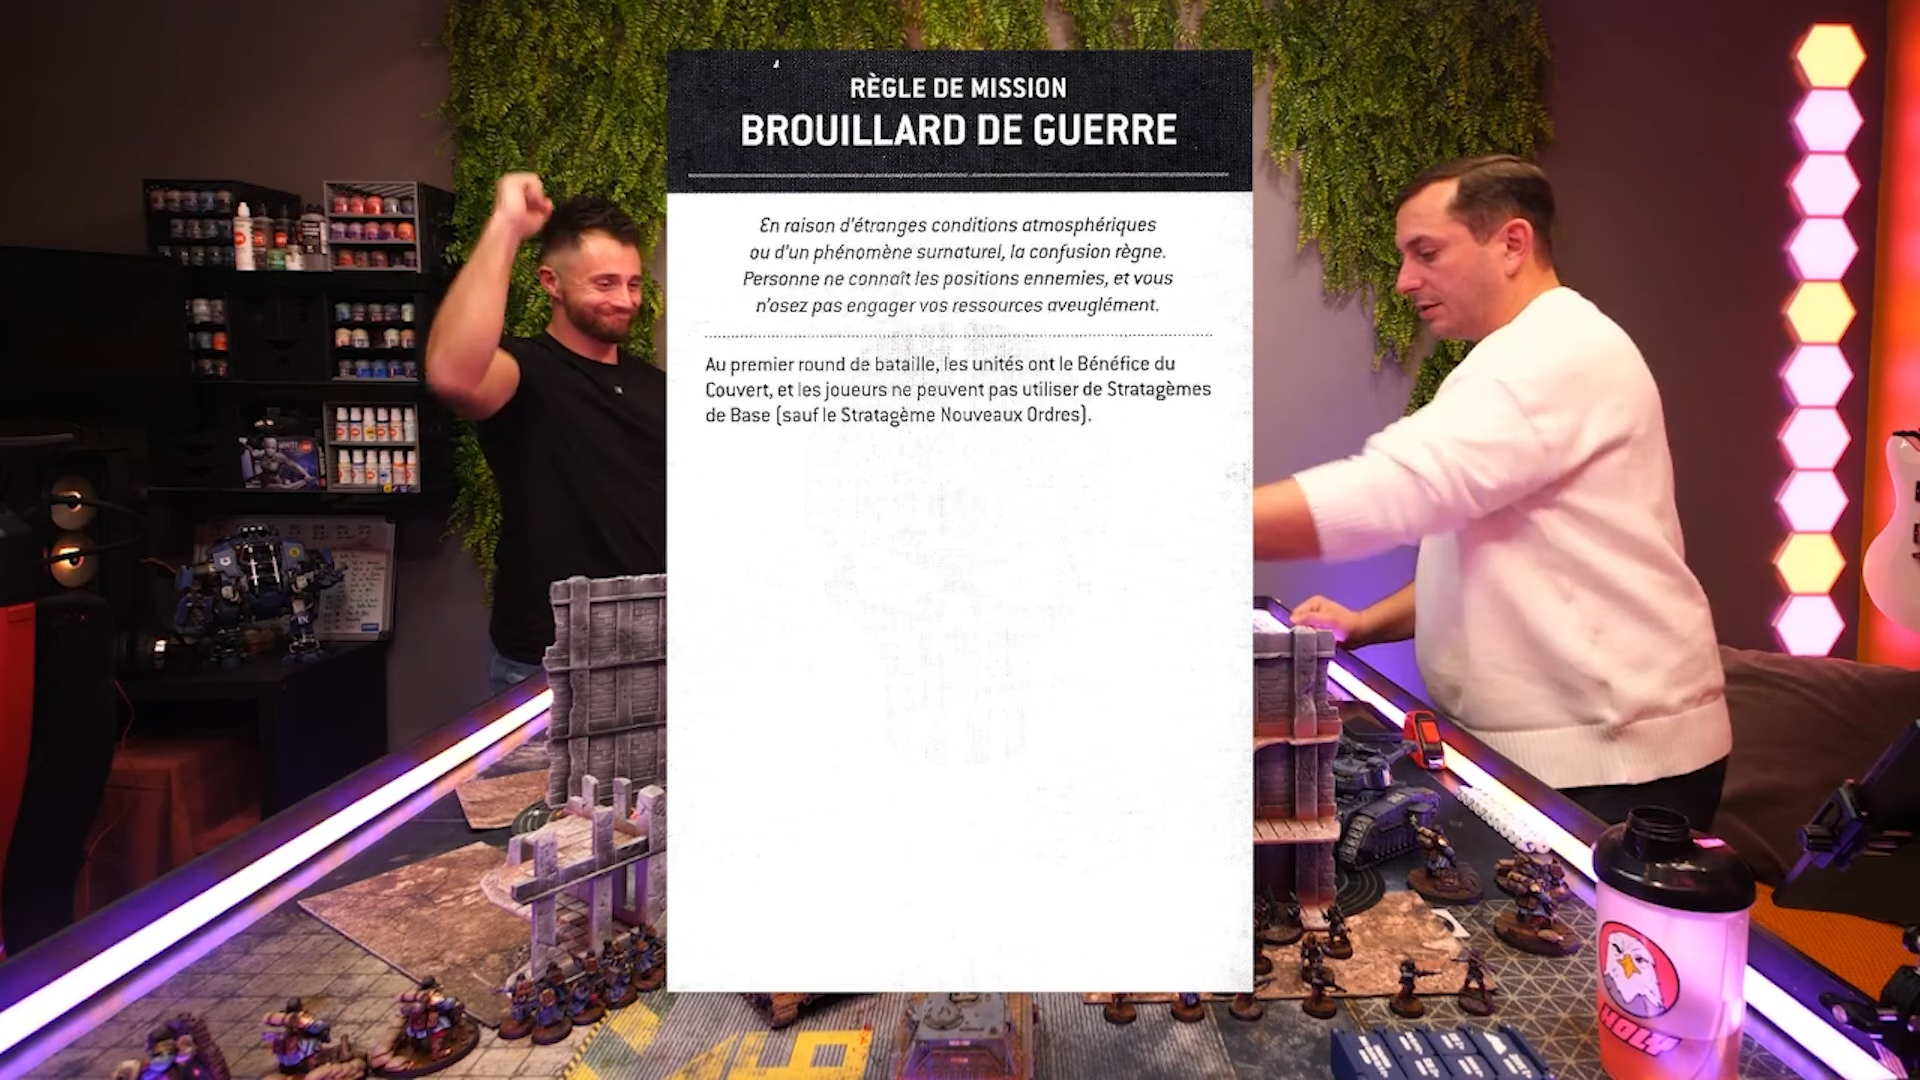 RÈGLE DE MISSION
BROUILLARD DE GUERRE
En raison d'étranges conditions atmosphériques
ou d'un phénomène surnaturel, la confusion règne.
Personne ne connaît les positions ennemies, et vous
n'osez pas engager vos ressources aveuglément.
Au premier round de bataille, les unités ont le Bénéfice du
Couvert, et les joueurs ne peuvent pas utiliser de Stratagèmes
de Base (sauf le Stratagème Nouveaux Ordres).
HOLY